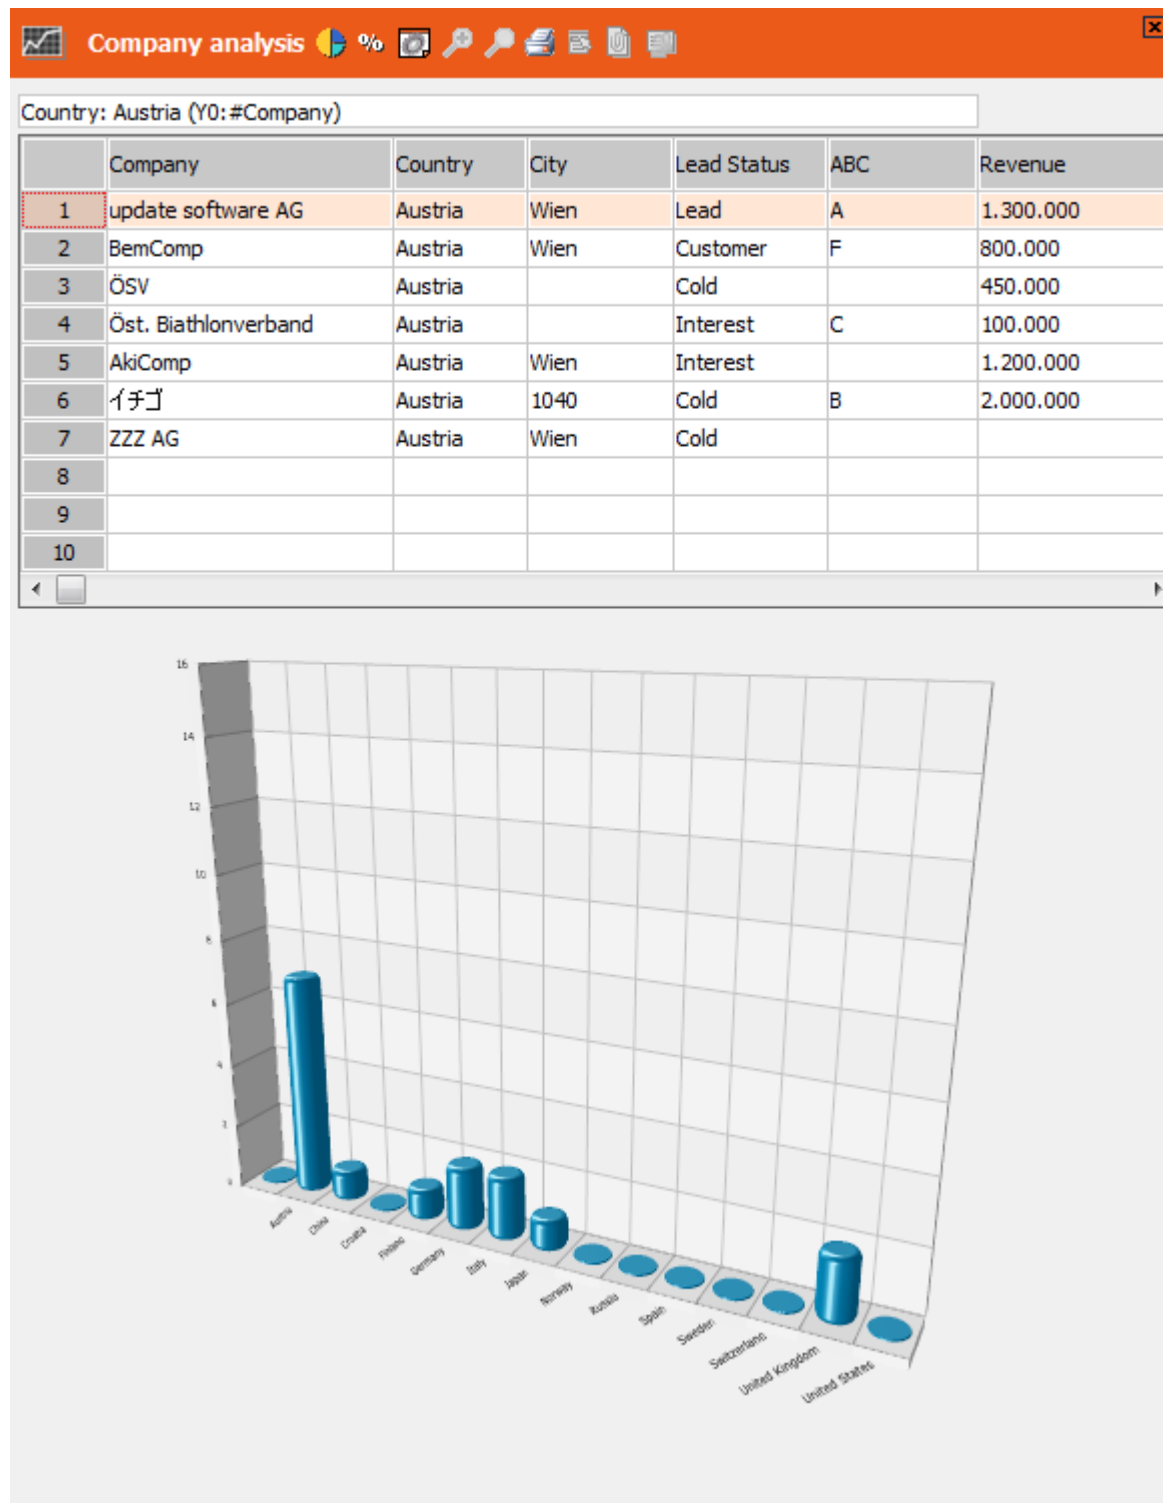 Company analysis %
Country: Austria (Y0:#Company)
Company Country City Lead Status ABC Revenue
1 update software AG Austria Wien Lead A 1.300.000
2 BemComp Austria Wien Customer F 800.000
3 ÖSV Austria Cold 450.000
4 Öst. Biathlonverband Austria Interest C 100.000
5 AkiComp Austria Wien Interest 1.200.000
6 イチゴ Austria 1040 Cold B 2.000.000
7 ZZZ AG Austria Wien Cold
8
9
10
16
14
12
10
8
6
4
2
0
Austria
China
Croatia
Finland
Germany
Italy
Japan
Norway
Russia
Spain
Sweden
Switzerland
United Kingdom
United States